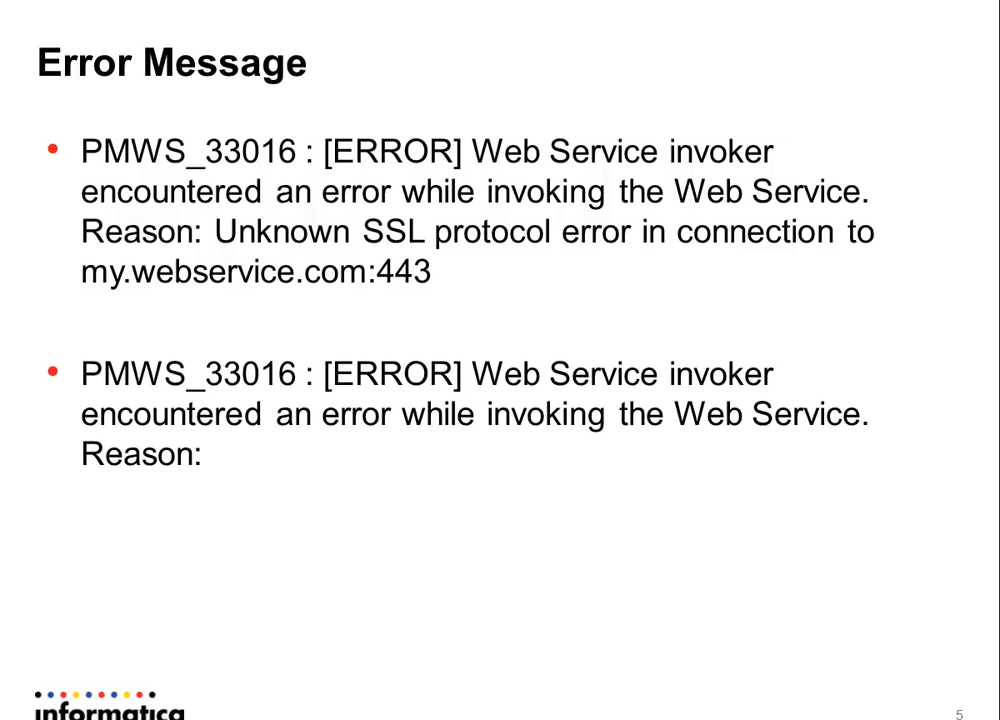 Error Message
• PMWS_33016 : [ERROR] Web Service invoker
encountered an error while invoking the Web Service.
Reason: Unknown SSL protocol error in connection to
my.webservice.com:443
• PMWS_33016 : [ERROR] Web Service invoker
encountered an error while invoking the Web Service.
Reason:
informatica
5